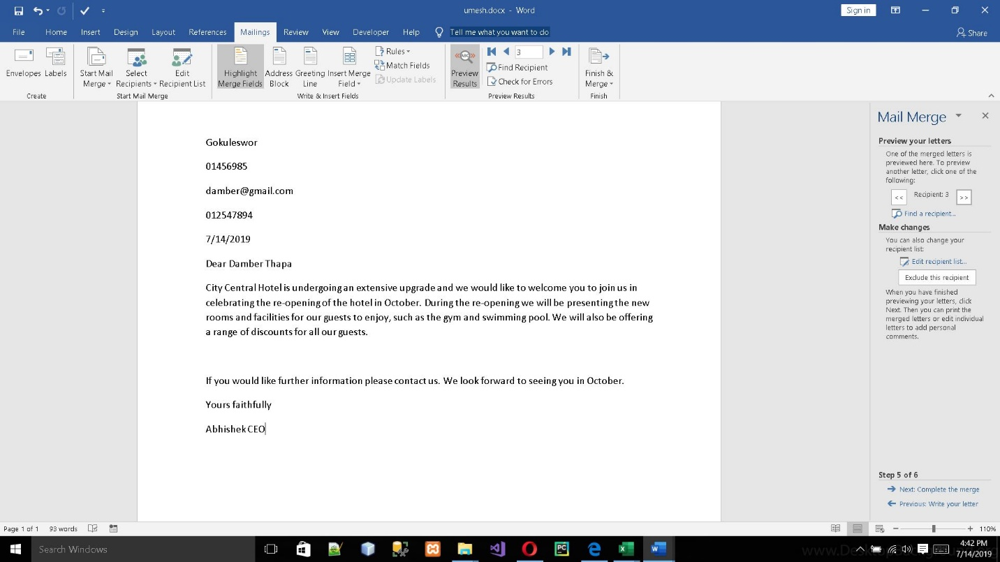 umesh.docx - Word
Sign in
File Home Insert Design Layout References Mailings Review View Developer Help Tell me what you want to do Share
Envelopes Labels
Create
Start Mail Merge
Select Recipients
Edit Recipient List
Start Mail Merge
Highlight Merge Fields
Address Block
Greeting Line
Insert Merge Field
Rules
Match Fields
Update Labels
Write & Insert Fields
ABC
Preview Results
3
Find Recipient
Check for Errors
Preview Results
Finish & Merge
Finish
Gokuleswor
01456985
damber@gmail.com
012547894
7/14/2019
Dear Damber Thapa
City Central Hotel is undergoing an extensive upgrade and we would like to welcome you to join us in
celebrating the re-opening of the hotel in October. During the re-opening we will be presenting the new
rooms and facilities for our guests to enjoy, such as the gym and swimming pool. We will also be offering
a range of discounts for all our guests.
If you would like further information please contact us. We look forward to seeing you in October.
Yours faithfully
Abhishek CEO
Mail Merge
Preview your letters
One of the merged letters is
previewed here. To preview
another letter, click one of the
following:
<< Recipient: 3 >>
Find a recipient...
Make changes
You can also change your
recipient list:
Edit recipient list...
Exclude this recipient
When you have finished
previewing your letters, click
Next. Then you can print the
merged letters or edit individual
letters to add personal
comments.
Step 5 of 6
Next: Complete the merge
Previous: Write your letter
Page 1 of 1 93 words 110%
Search Windows
4:42 PM
7/14/2019